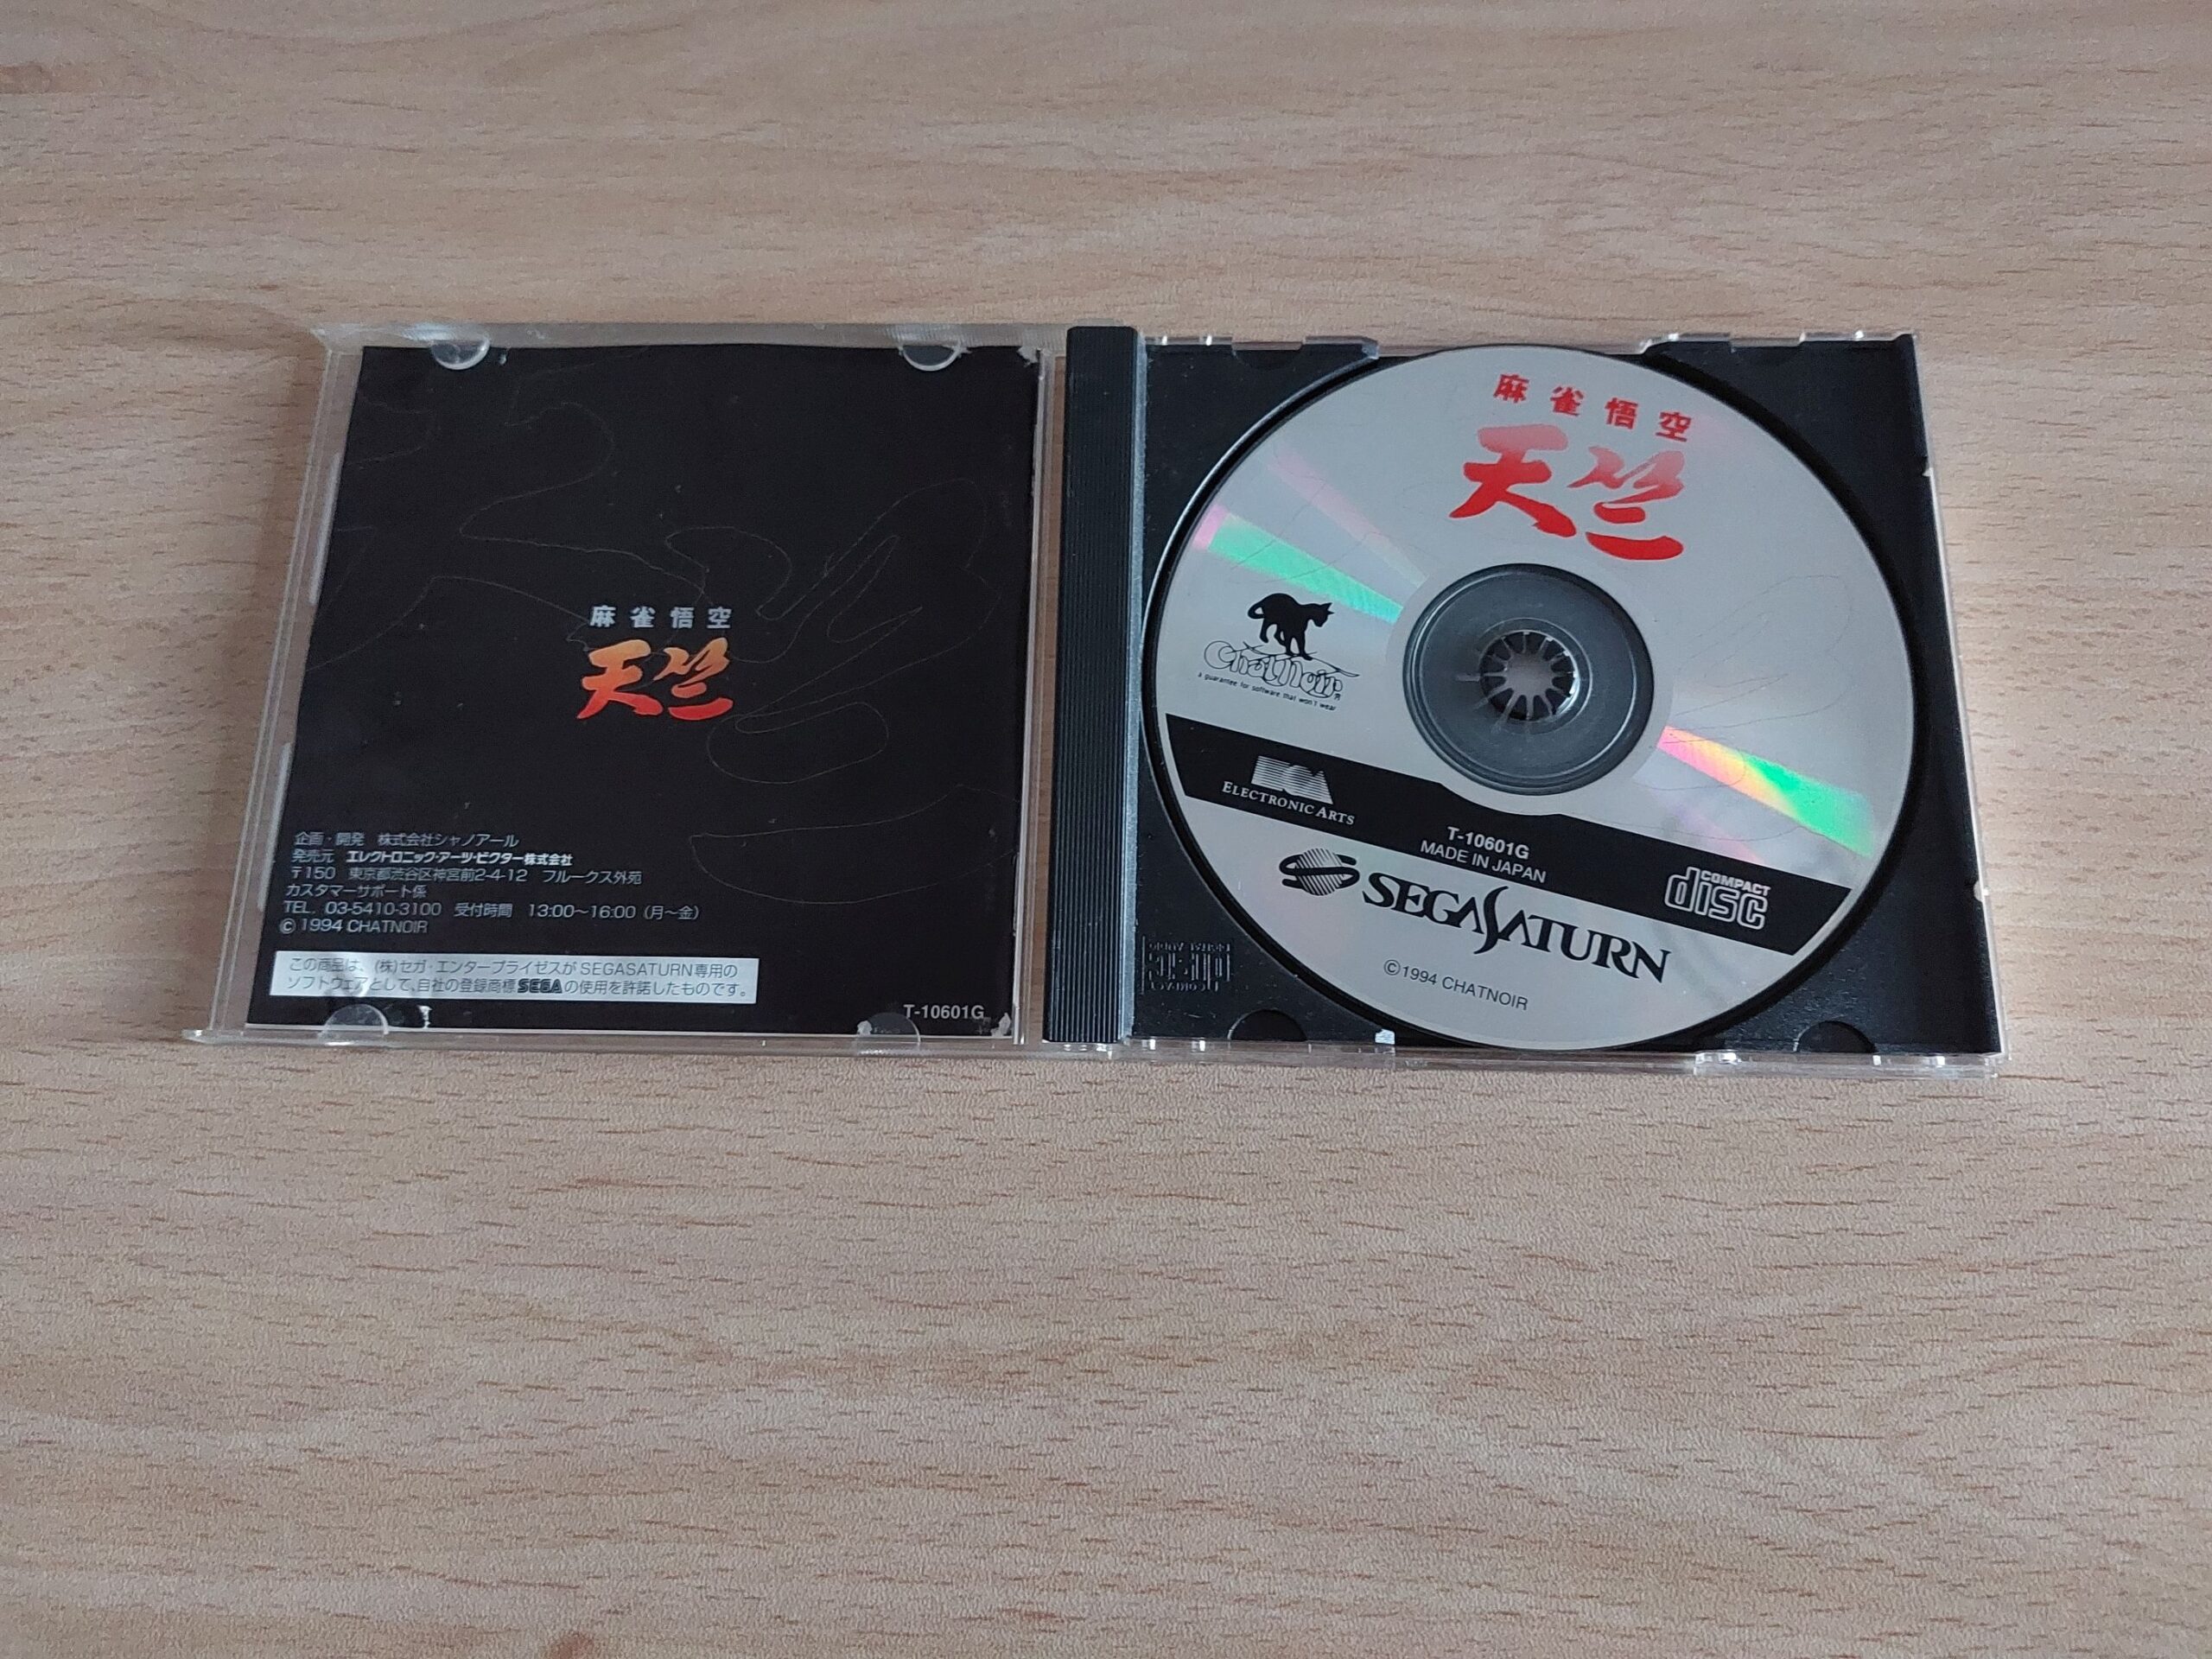 麻雀悟空
天竺
企画・開発 株式会社シャノアール
発売元 エレクトロニック・アーツ・ビクター株式会社
〒150 東京都渋谷区神宮前2-4-12 フルークス外苑
カスタマーサポート係
TEL. 03-5410-3100 受付時間 13:00～16:00（月～金）
© 1994 CHATNOIR
この商品は、(株)セガ・エンタープライゼスがSEGASATURN専用の
ソフトウェアとして、自社の登録商標SEGAの使用を許諾したものです。
T-10601G
麻雀悟空
天竺
ChatNoir
a guarantee for software that won't wear
ELECTRONIC ARTS
T-10601G
MADE IN JAPAN
COMPACT
disc
SEGASATURN
©1994 CHATNOIR